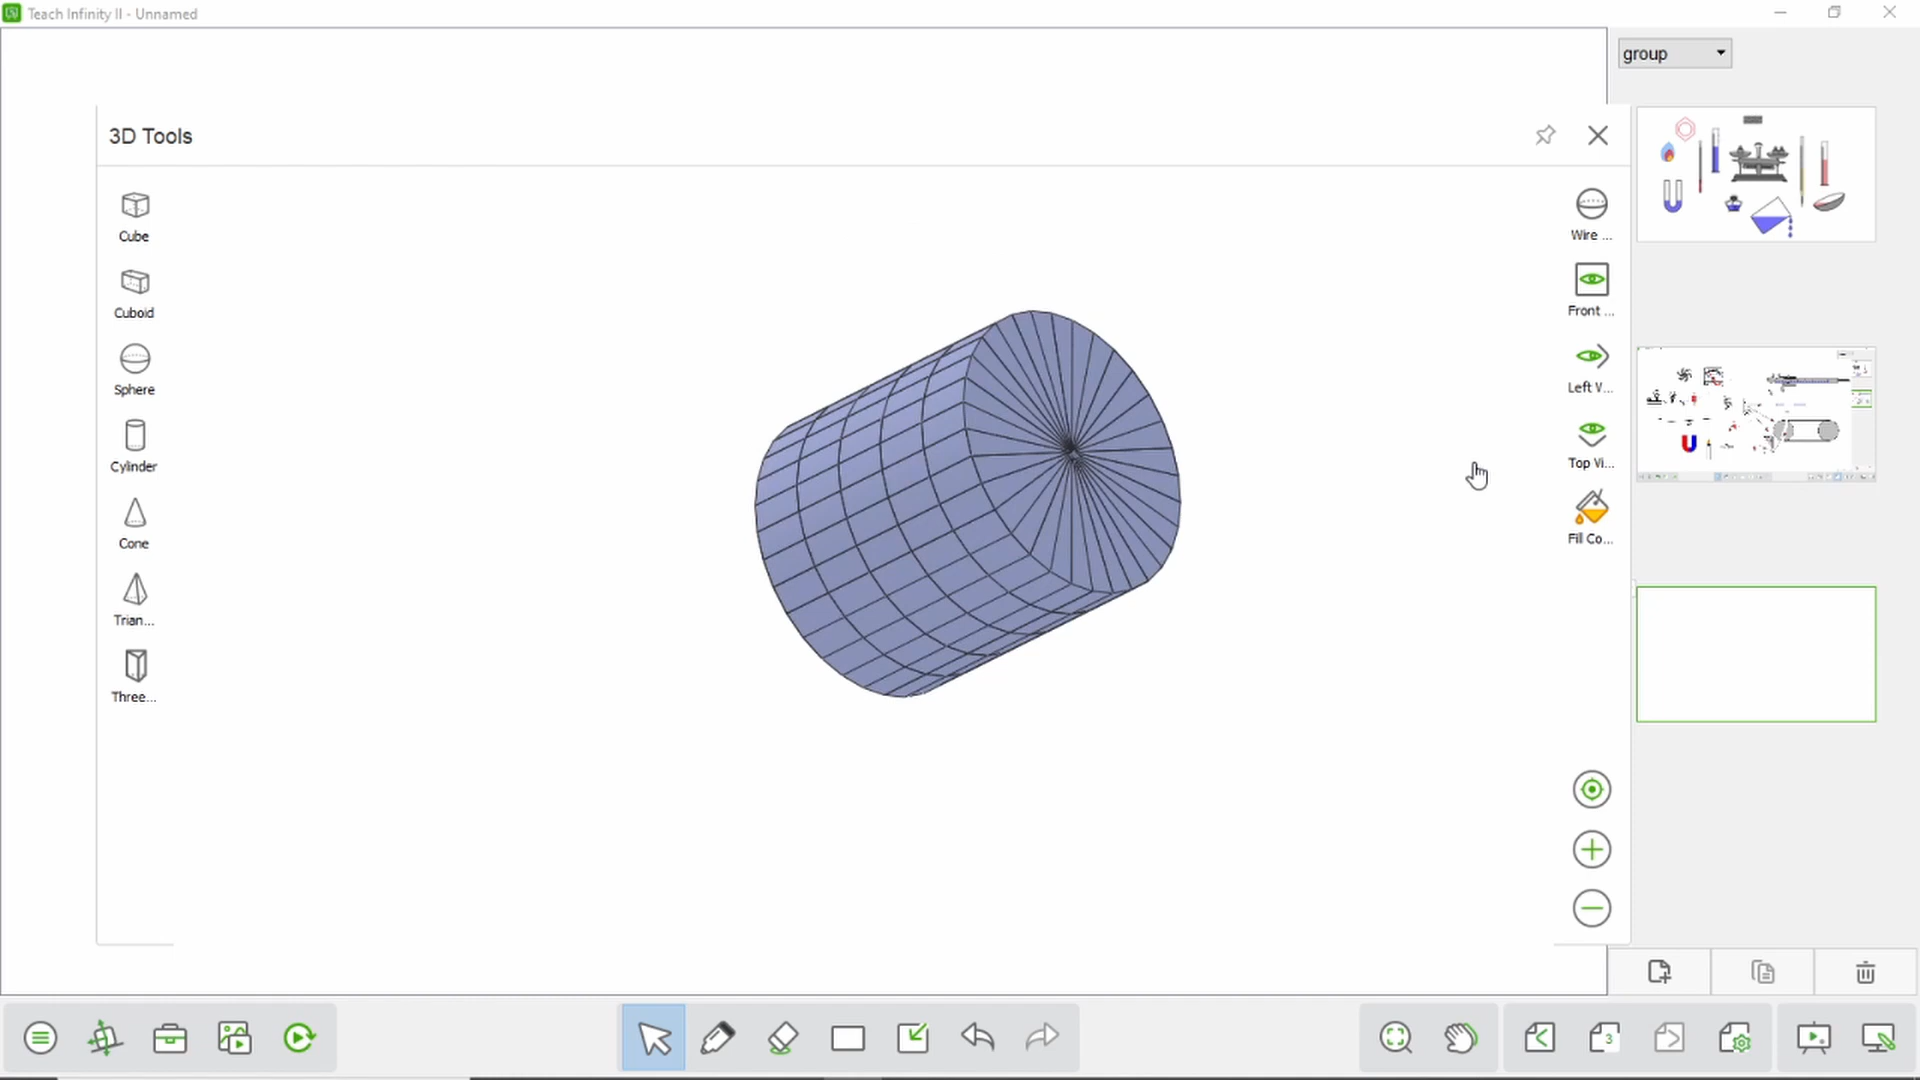 Teach Infinity II - Unnamed
group
3D Tools
Cube
Cuboid
Sphere
Cylinder
Cone
Trian...
Three...
Wire ...
Front ...
Left V...
Top Vi...
Fill Co...
3